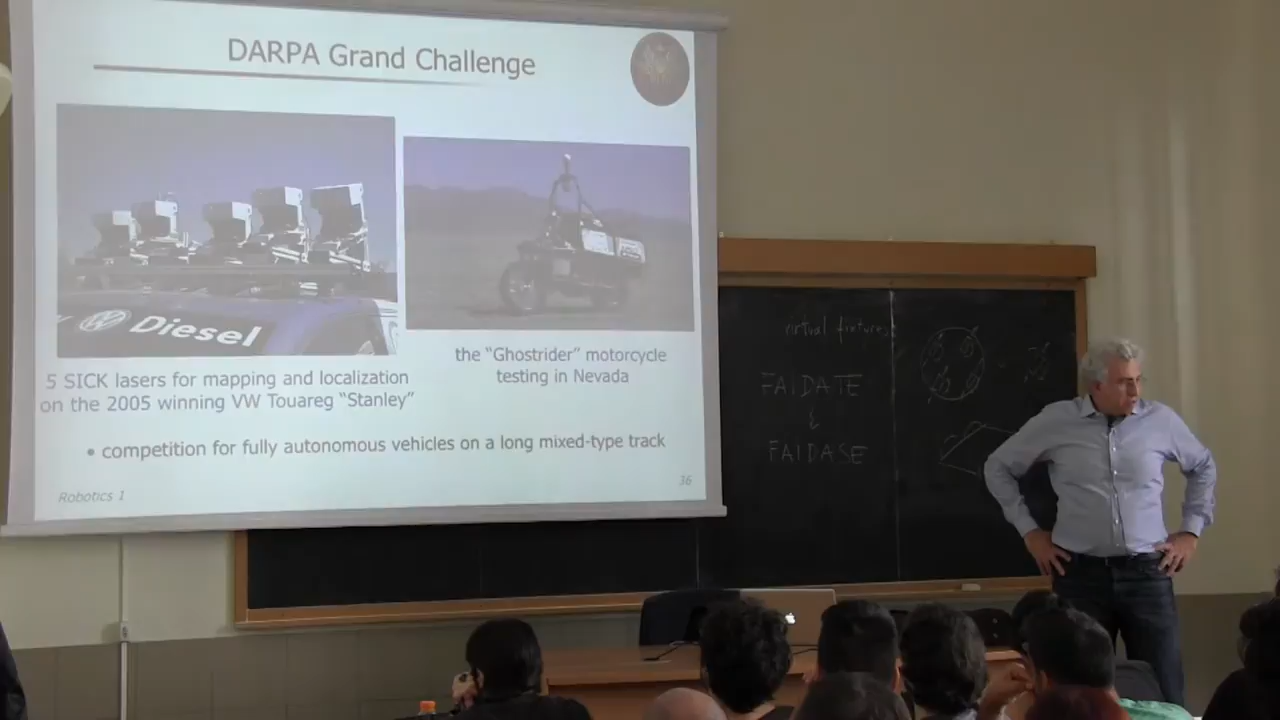 DARPA Grand Challenge
Diesel
5 SICK lasers for mapping and localization
on the 2005 winning VW Touareg “Stanley”
the “Ghostrider” motorcycle
testing in Nevada
• competition for fully autonomous vehicles on a long mixed-type track
Robotics 1
36
virtual fixtures
FAIDATE
&
FAIDASE